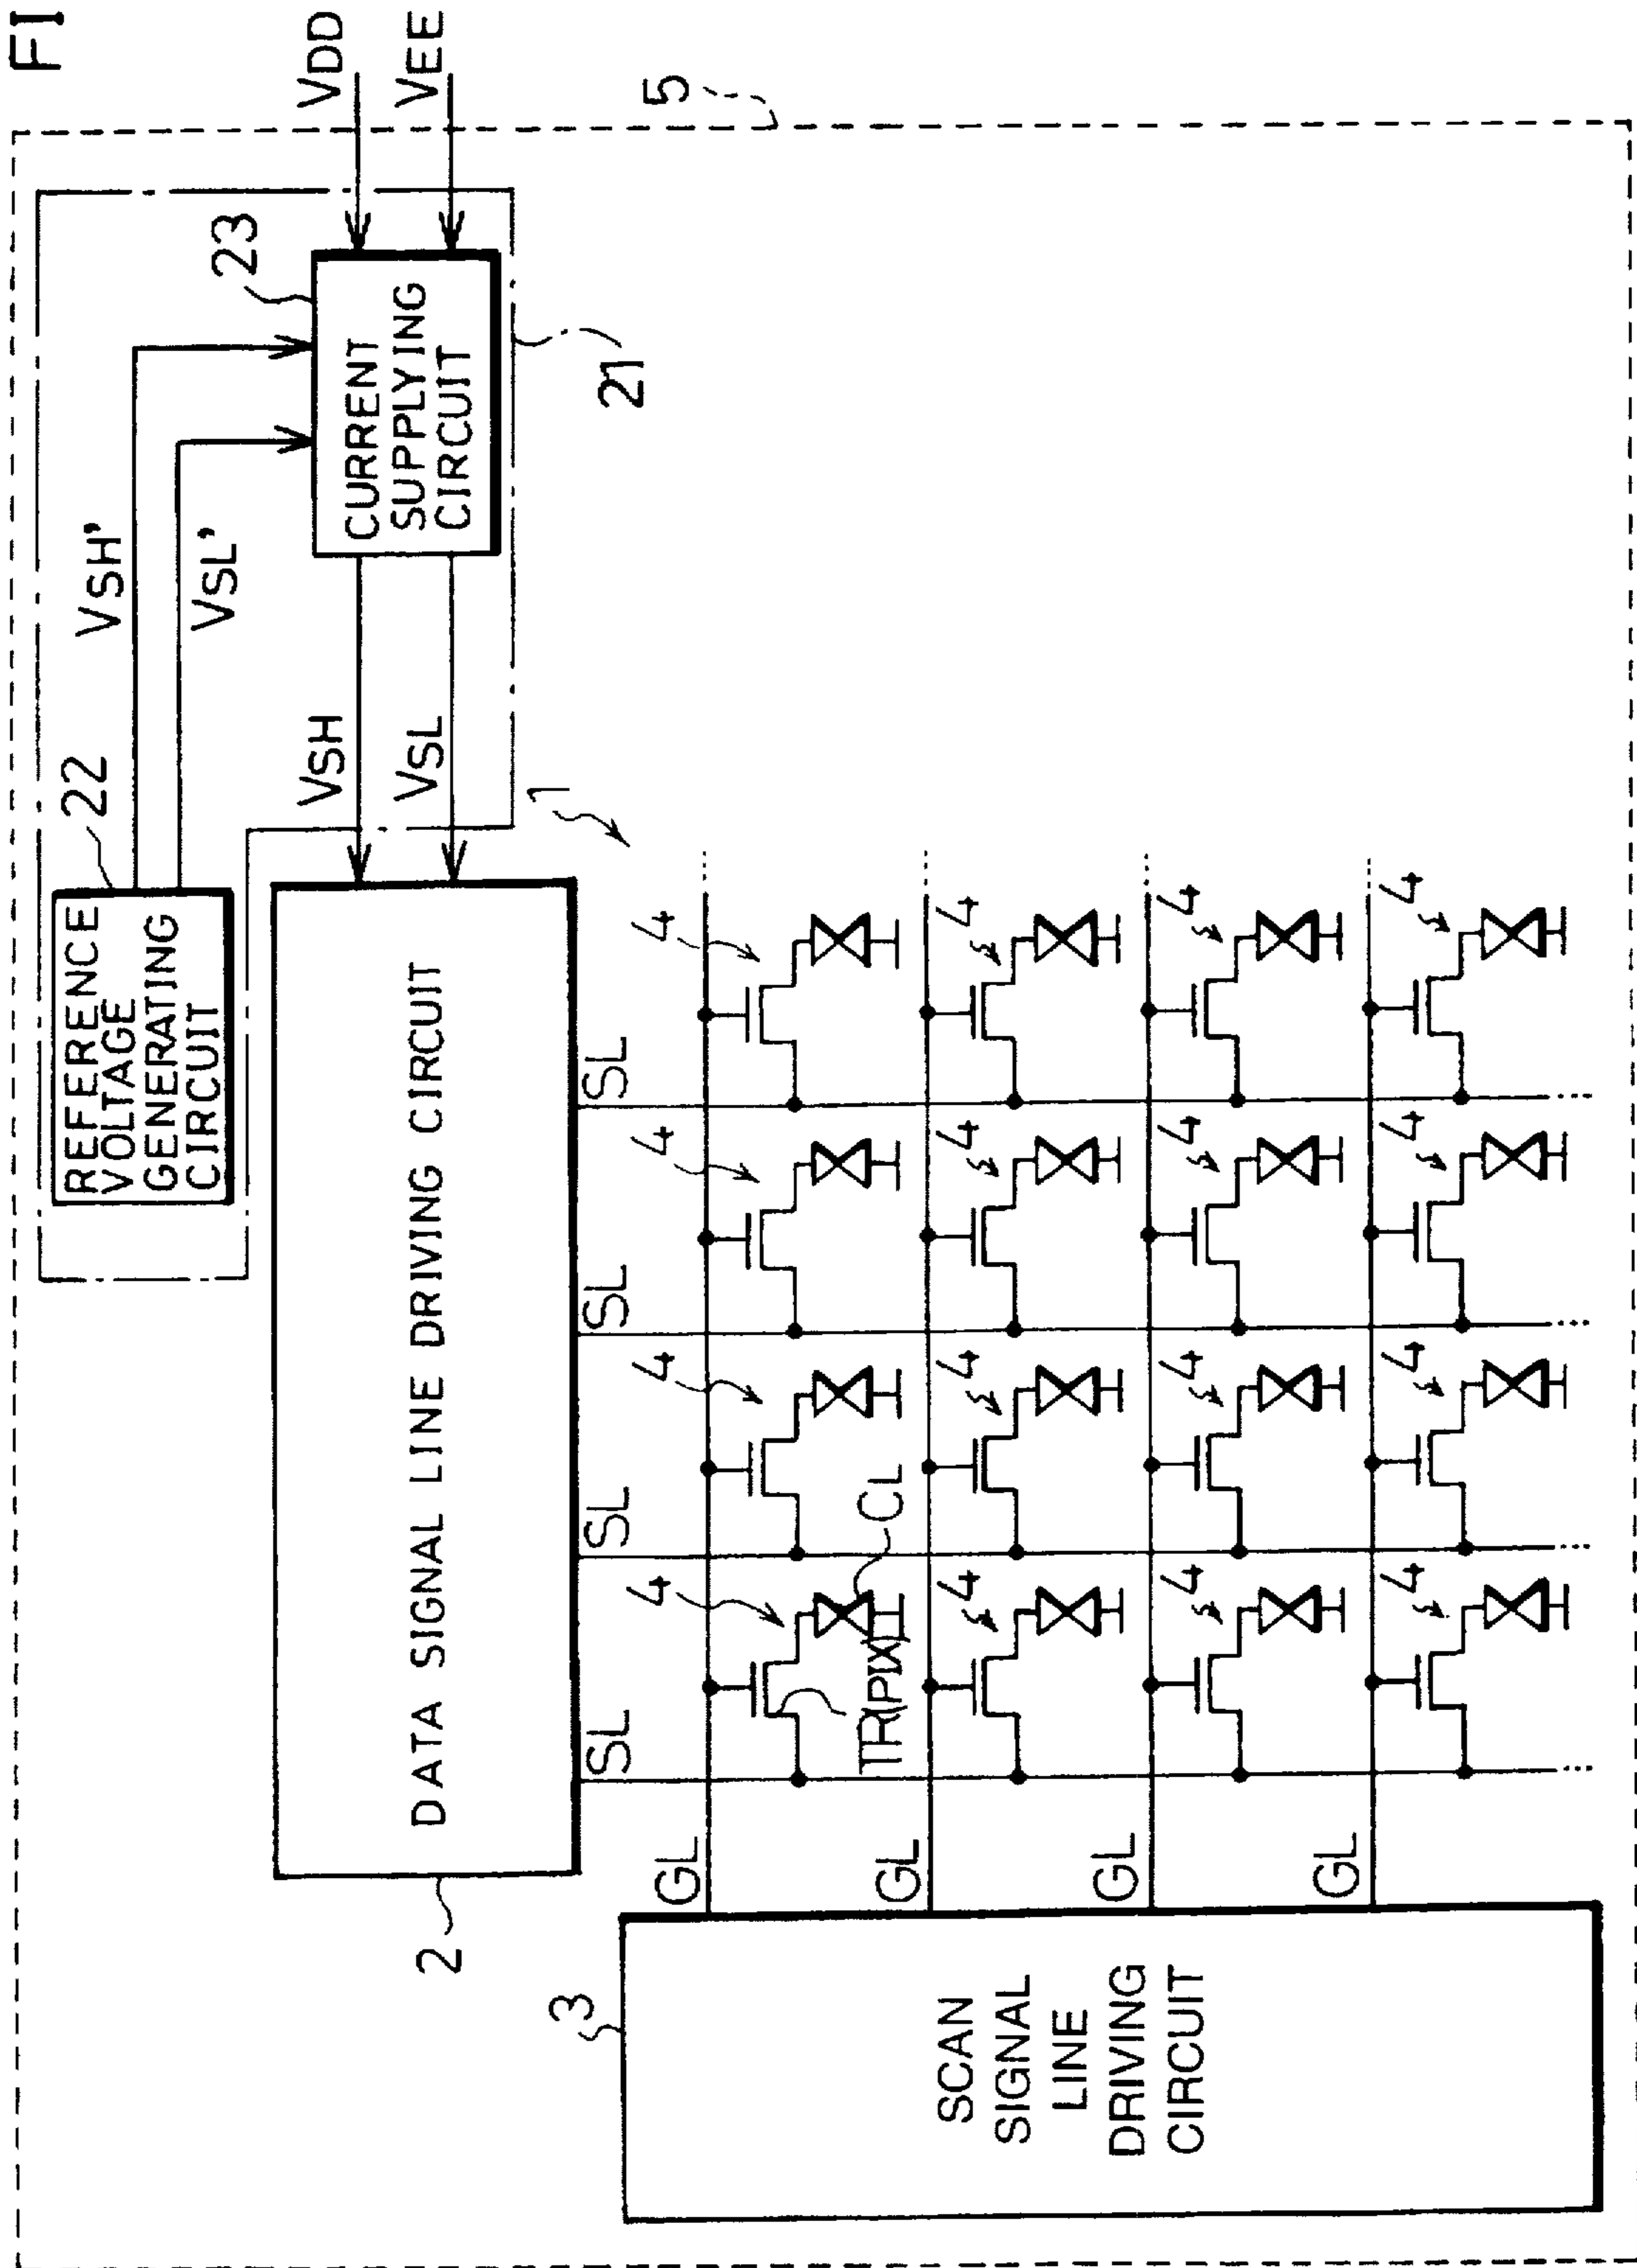 FI
VDD
VEE
5
23
CURRENT
SUPPLYING
CIRCUIT
21
VSH'
VSL'
VSH
VSL
22
REFERENCE
VOLTAGE
GENERATING
CIRCUIT
1
DATA SIGNAL LINE DRIVING CIRCUIT
2
SL
SL
SL
SL
4
4
4
4
TR(PIX)
CL
4
4
4
4
4
4
4
4
4
4
4
4
GL
GL
GL
GL
3
SCAN
SIGNAL
LINE
DRIVING
CIRCUIT